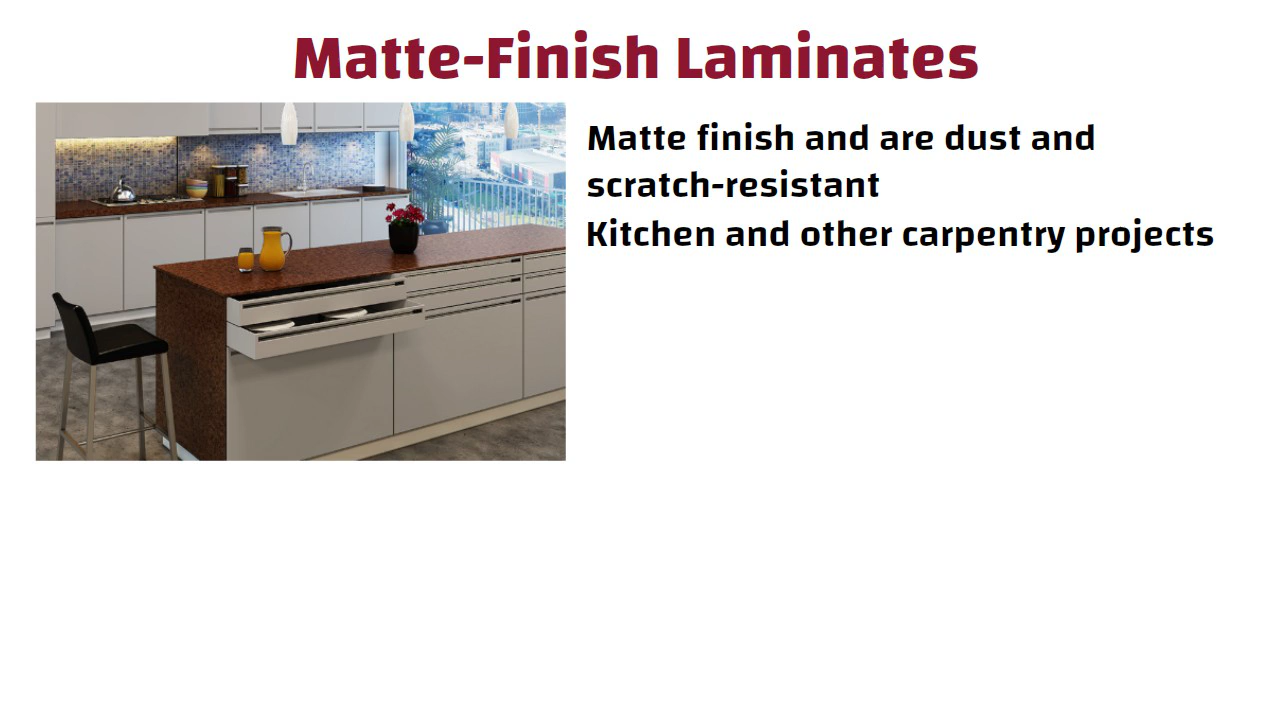 Matte-Finish Laminates
Matte finish and are dust and
scratch-resistant
Kitchen and other carpentry projects